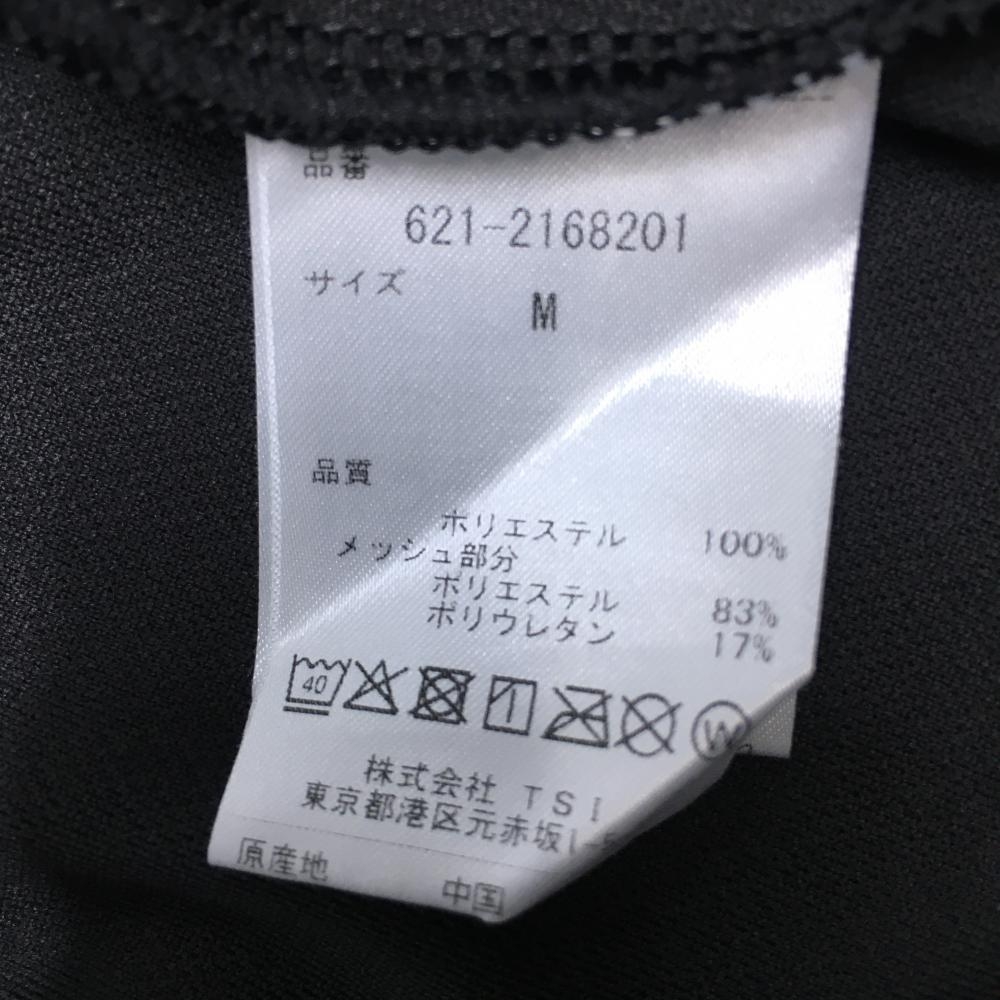 品番
621-2168201
サイズ
M
品質
ポリエステル 100%
メッシュ部分
ポリエステル 83%
ポリウレタン 17%
40
W
株式会社 TSI
東京都港区元赤坂1-
原産地
中国